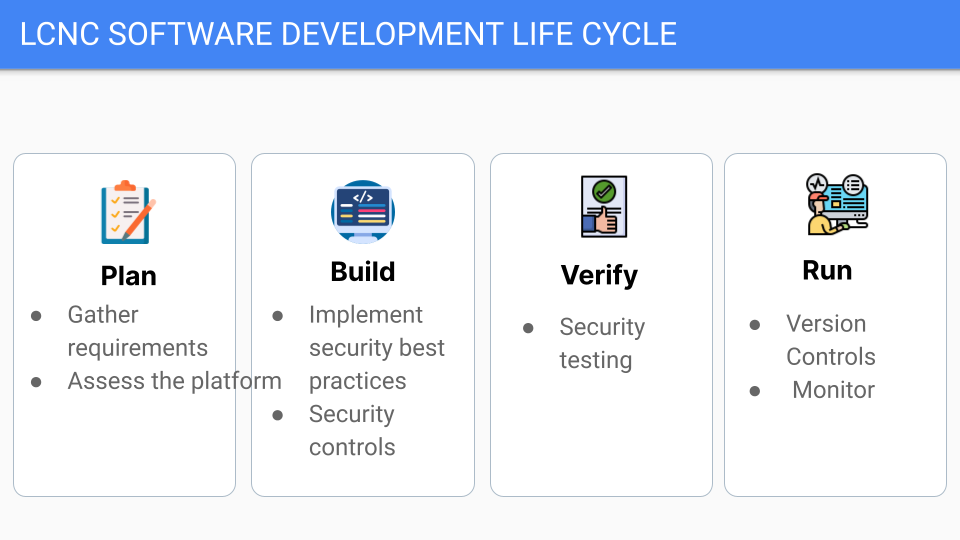 LCNC SOFTWARE DEVELOPMENT LIFE CYCLE
Plan
● Gather
requirements
● Assess the platform
Build
● Implement
security best
practices
● Security
controls
Verify
● Security
testing
Run
● Version
Controls
● Monitor